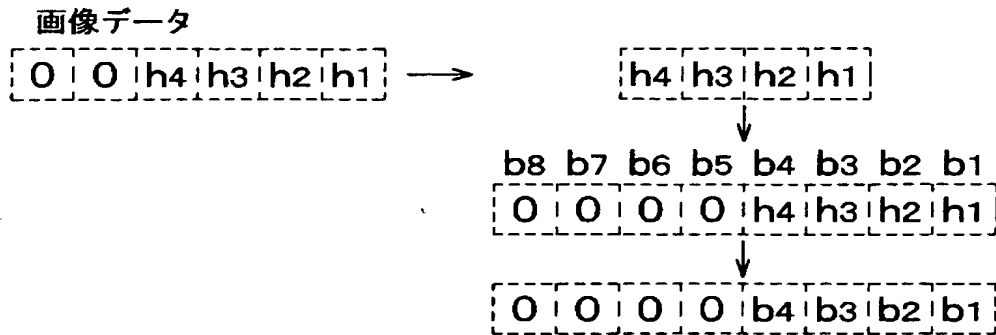 画像データ
0 0 h4 h3 h2 h1
h4 h3 h2 h1
b8 b7 b6 b5 b4 b3 b2 b1
0 0 0 0 h4 h3 h2 h1
0 0 0 0 b4 b3 b2 b1